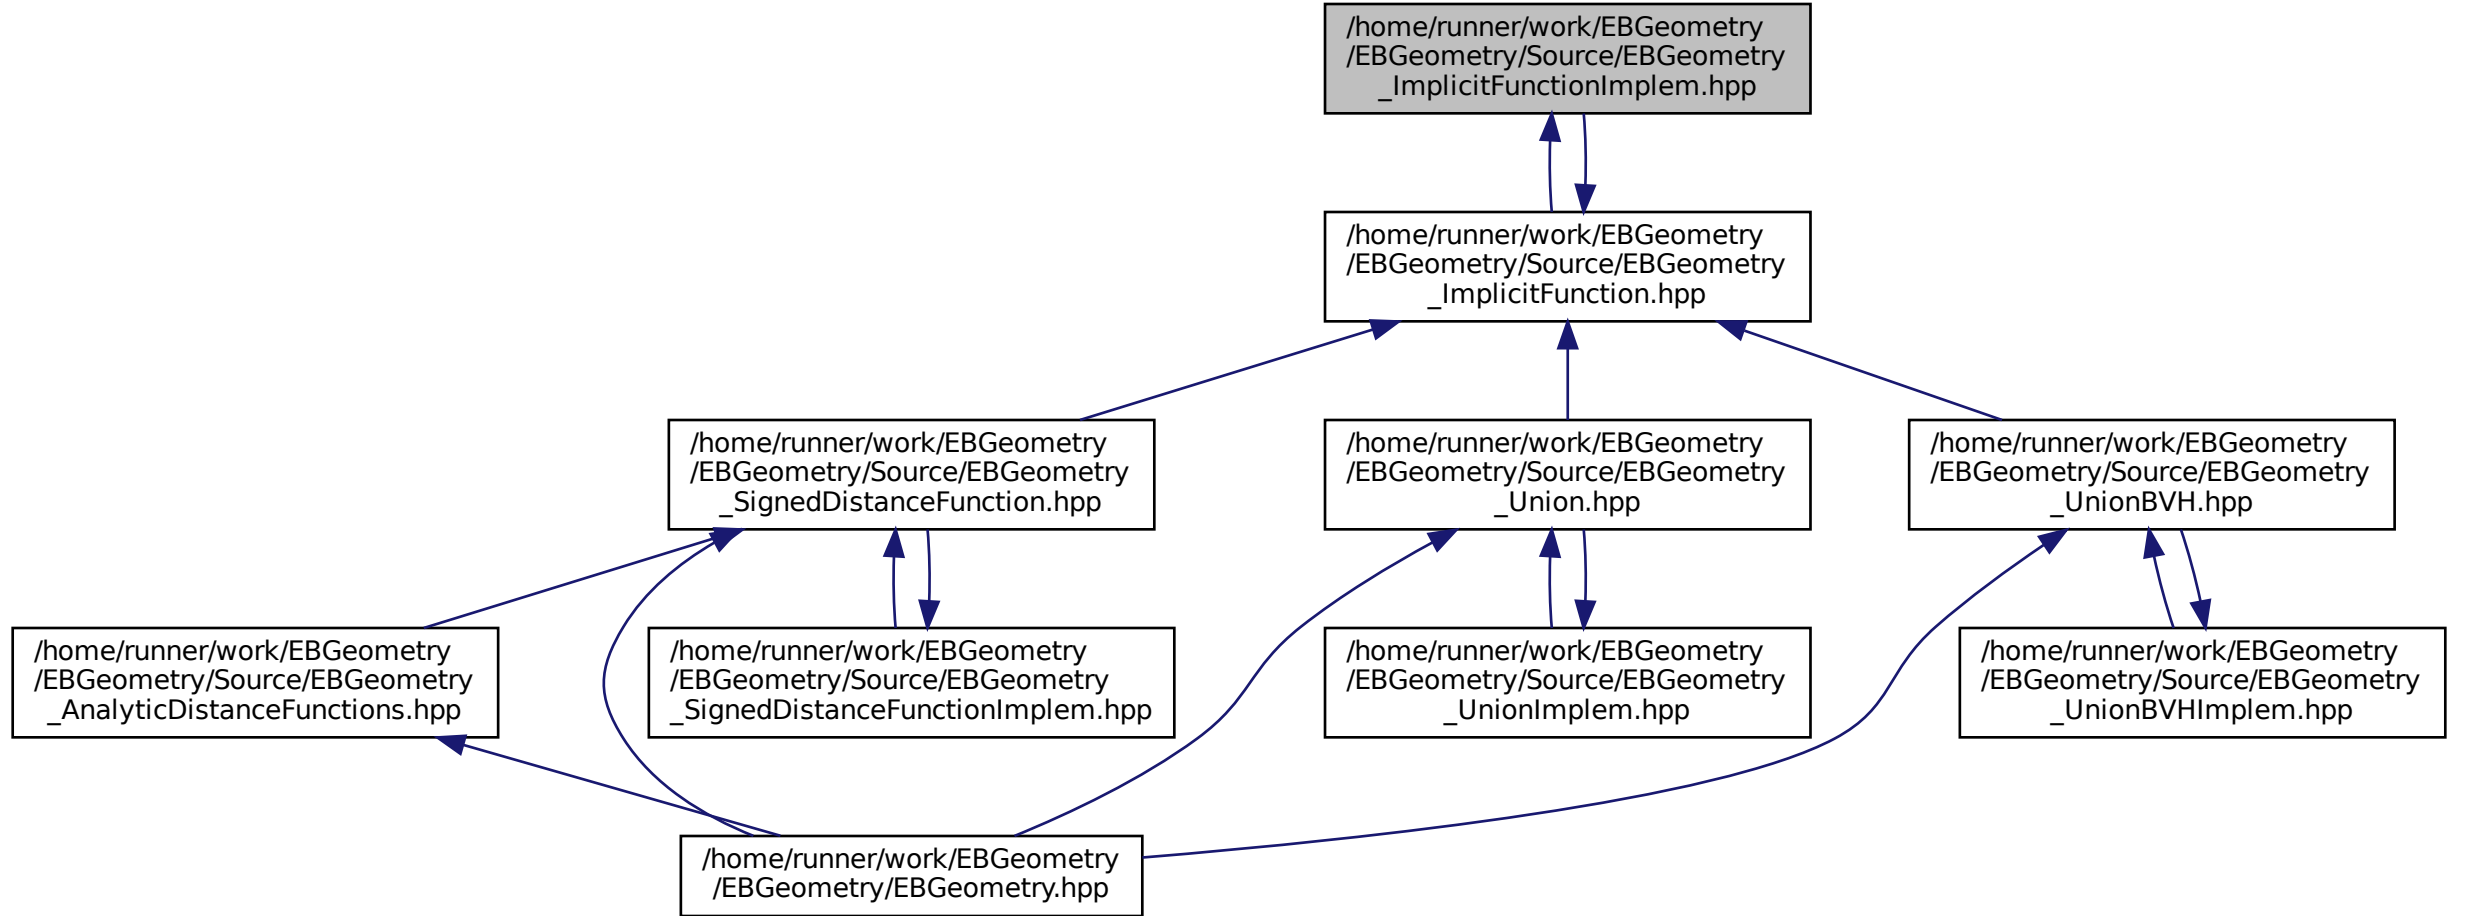 /home/runner/work/EBGeometry
/EBGeometry/Source/EBGeometry
_ImplicitFunctionImplem.hpp
/home/runner/work/EBGeometry
/EBGeometry/Source/EBGeometry
_ImplicitFunction.hpp
/home/runner/work/EBGeometry
/EBGeometry/Source/EBGeometry
_SignedDistanceFunction.hpp
/home/runner/work/EBGeometry
/EBGeometry/Source/EBGeometry
_Union.hpp
/home/runner/work/EBGeometry
/EBGeometry/Source/EBGeometry
_UnionBVH.hpp
/home/runner/work/EBGeometry
/EBGeometry/Source/EBGeometry
_AnalyticDistanceFunctions.hpp
/home/runner/work/EBGeometry
/EBGeometry/Source/EBGeometry
_SignedDistanceFunctionImplem.hpp
/home/runner/work/EBGeometry
/EBGeometry/Source/EBGeometry
_UnionImplem.hpp
/home/runner/work/EBGeometry
/EBGeometry/Source/EBGeometry
_UnionBVHImplem.hpp
/home/runner/work/EBGeometry
/EBGeometry/EBGeometry.hpp